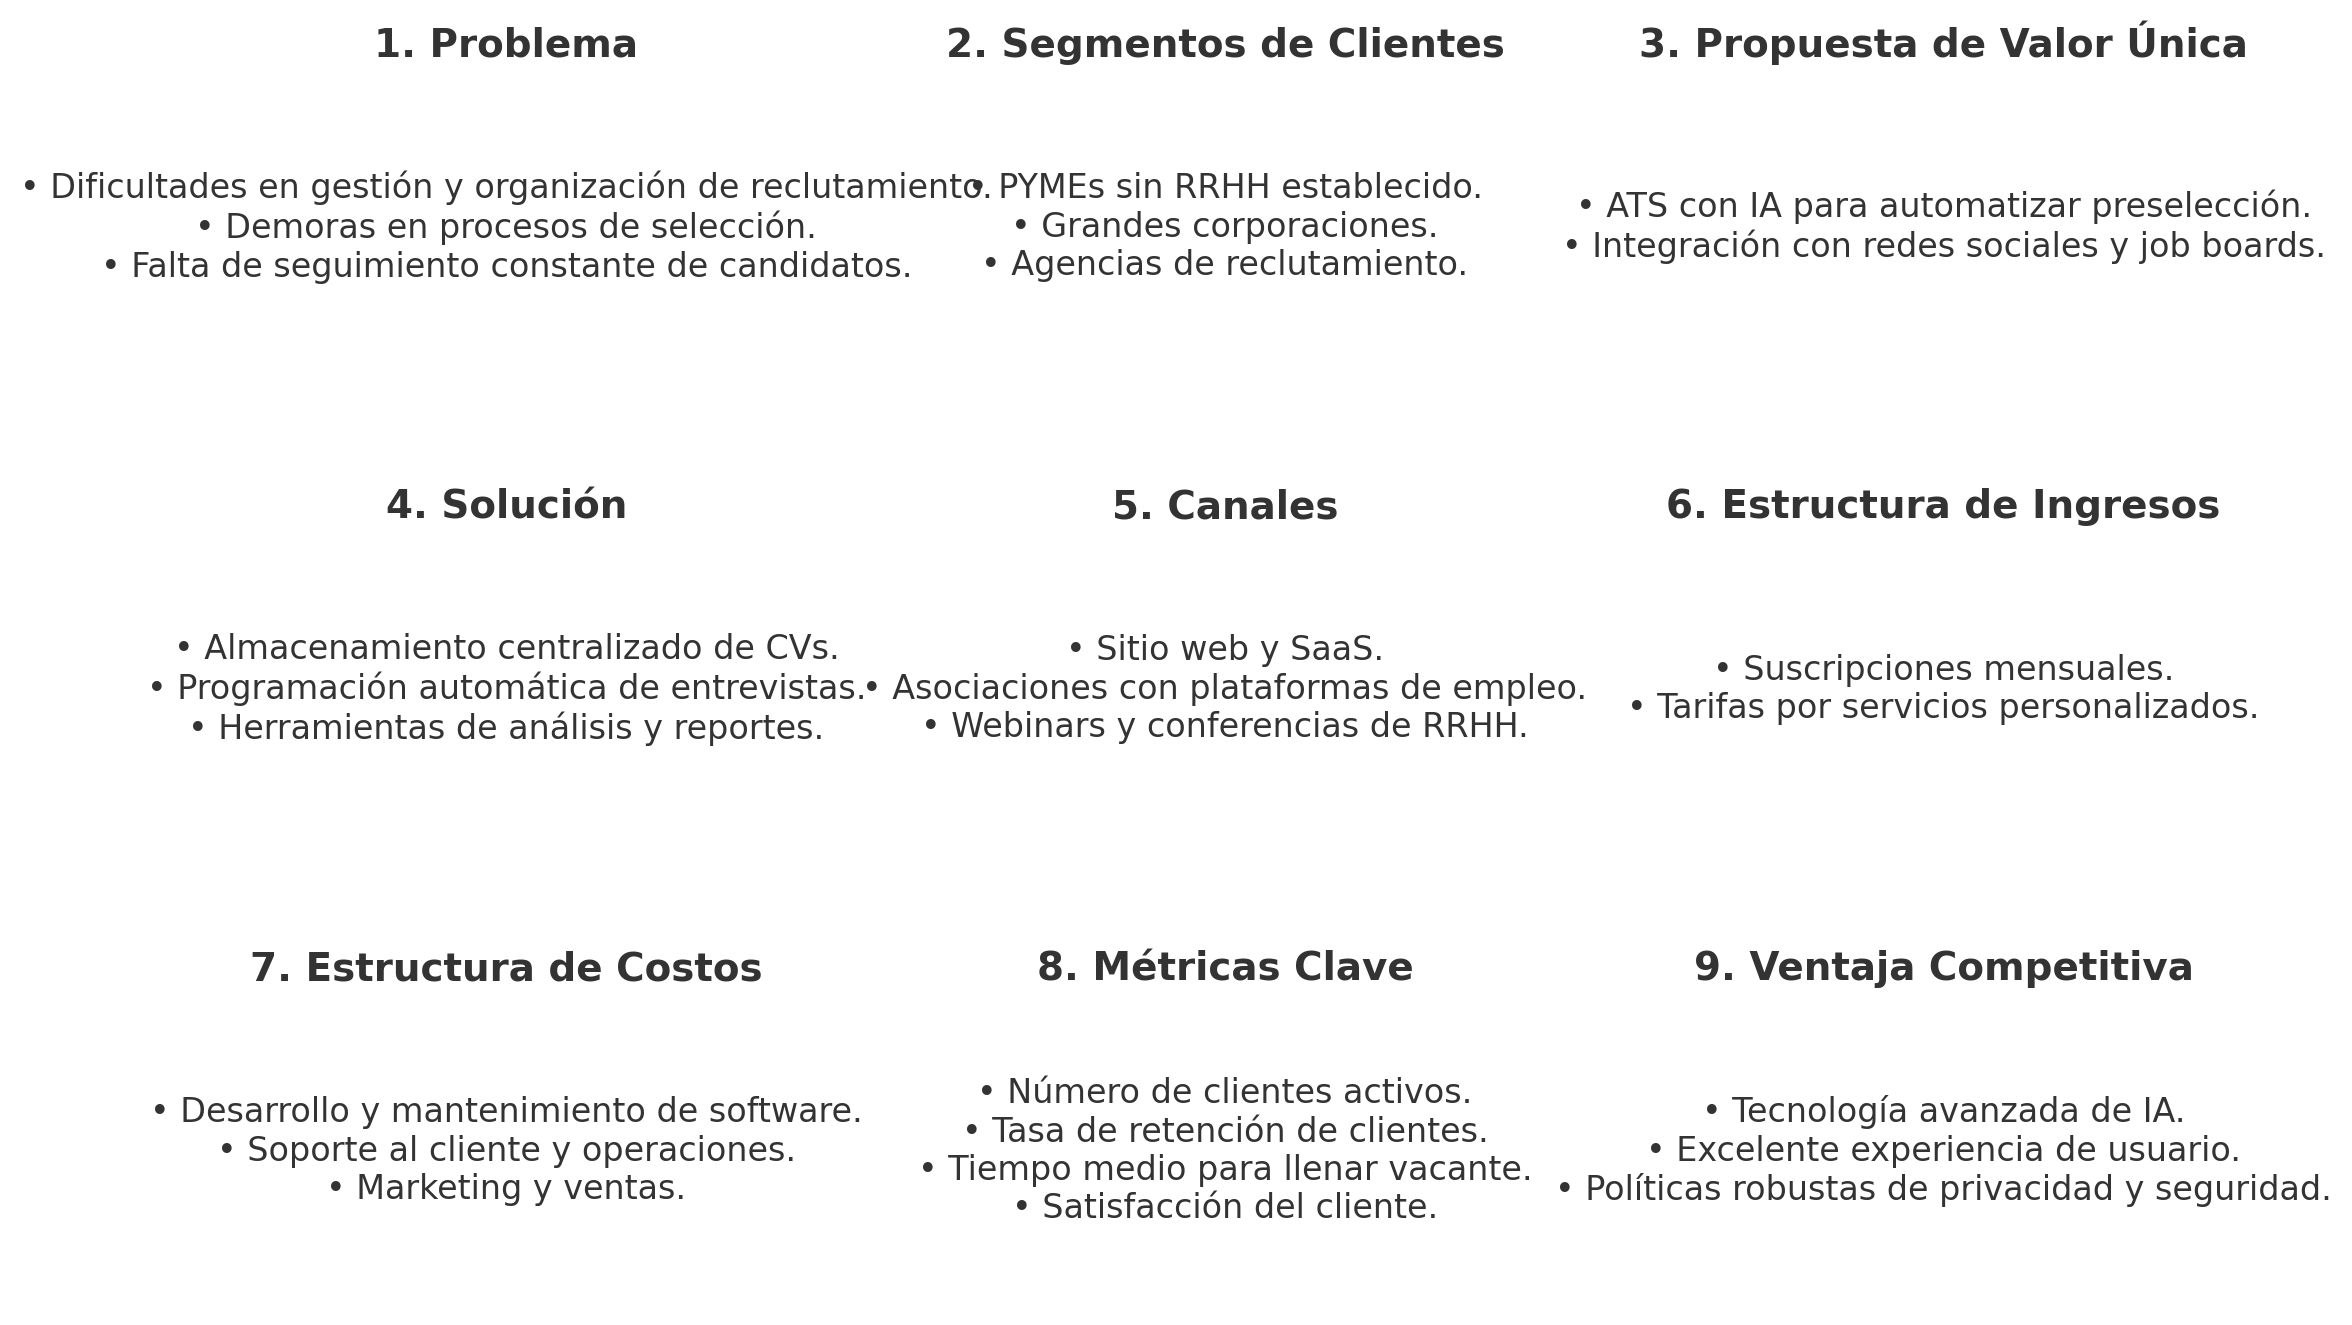 1. Problema
• Dificultades en gestión y organización de reclutamiento.
• Demoras en procesos de selección.
• Falta de seguimiento constante de candidatos.
2. Segmentos de Clientes
• PYMEs sin RRHH establecido.
• Grandes corporaciones.
• Agencias de reclutamiento.
3. Propuesta de Valor Única
• ATS con IA para automatizar preselección.
• Integración con redes sociales y job boards.
4. Solución
• Almacenamiento centralizado de CVs.
• Programación automática de entrevistas.
• Herramientas de análisis y reportes.
5. Canales
• Sitio web y SaaS.
• Asociaciones con plataformas de empleo.
• Webinars y conferencias de RRHH.
6. Estructura de Ingresos
• Suscripciones mensuales.
• Tarifas por servicios personalizados.
7. Estructura de Costos
• Desarrollo y mantenimiento de software.
• Soporte al cliente y operaciones.
• Marketing y ventas.
8. Métricas Clave
• Número de clientes activos.
• Tasa de retención de clientes.
• Tiempo medio para llenar vacante.
• Satisfacción del cliente.
9. Ventaja Competitiva
• Tecnología avanzada de IA.
• Excelente experiencia de usuario.
• Políticas robustas de privacidad y seguridad.